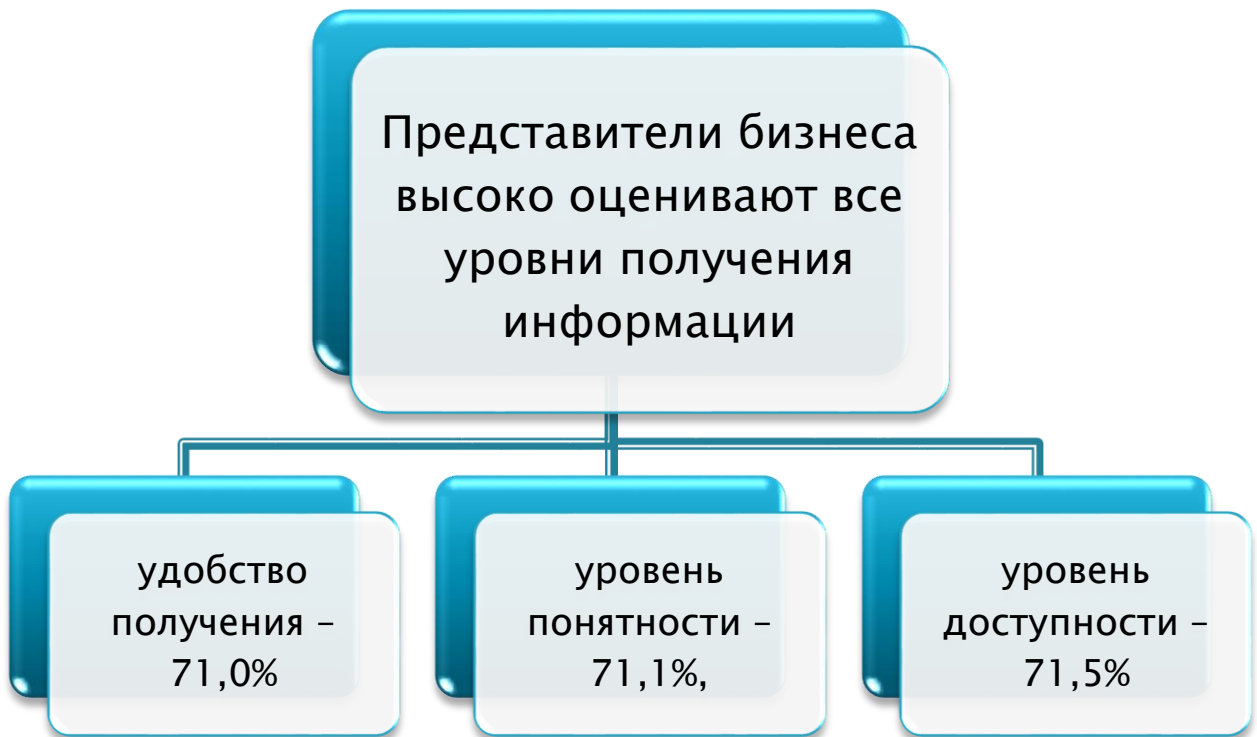 Представители бизнеса
высоко оценивают все
уровни получения
информации
удобство
получения –
71,0%
уровень
понятности –
71,1%,
уровень
доступности –
71,5%